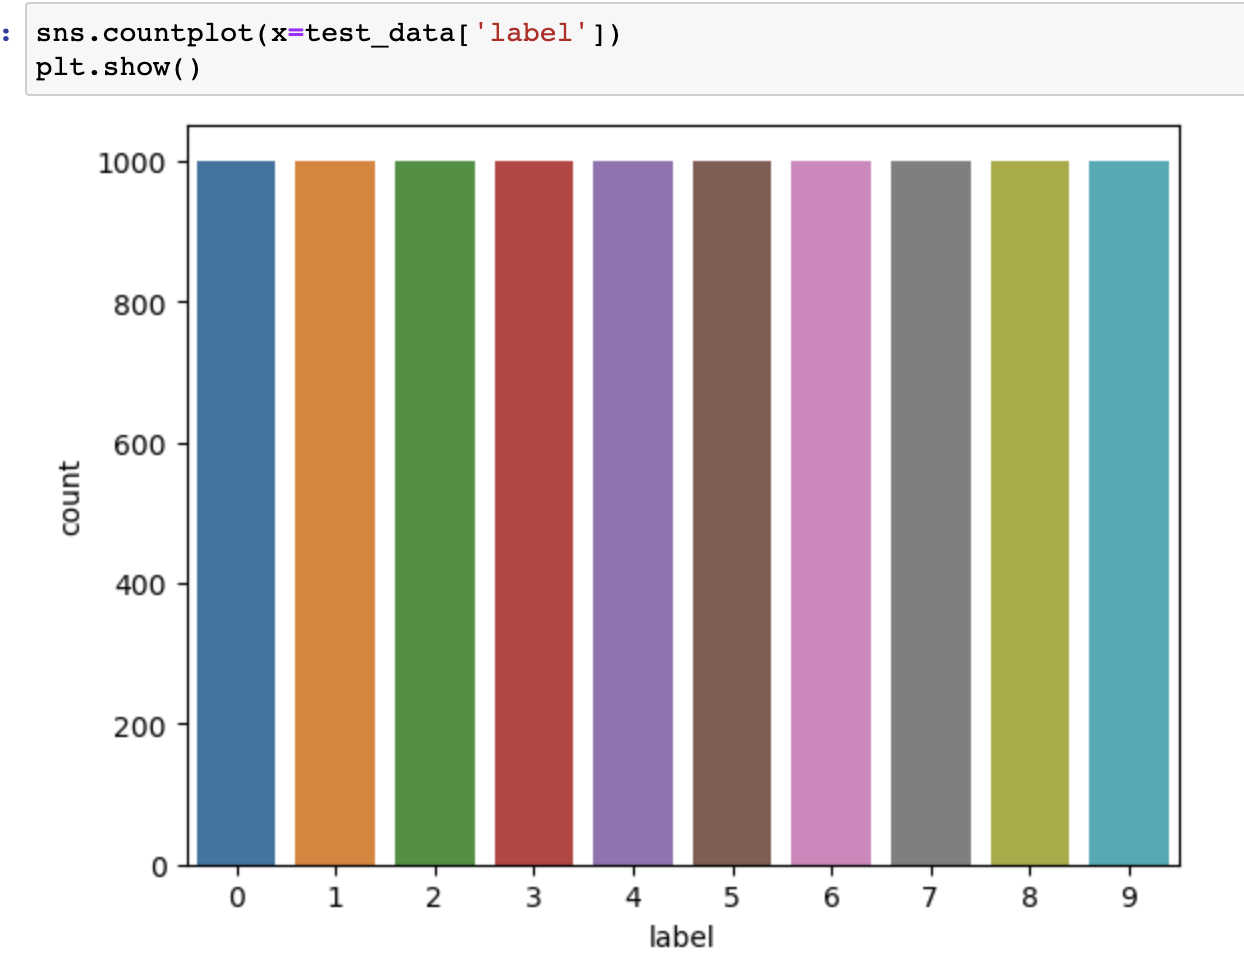 :
sns.countplot(x=test_data['label'])
plt.show()
1000
800
600
400
200
0
count
0 1 2 3 4 5 6 7 8 9
label